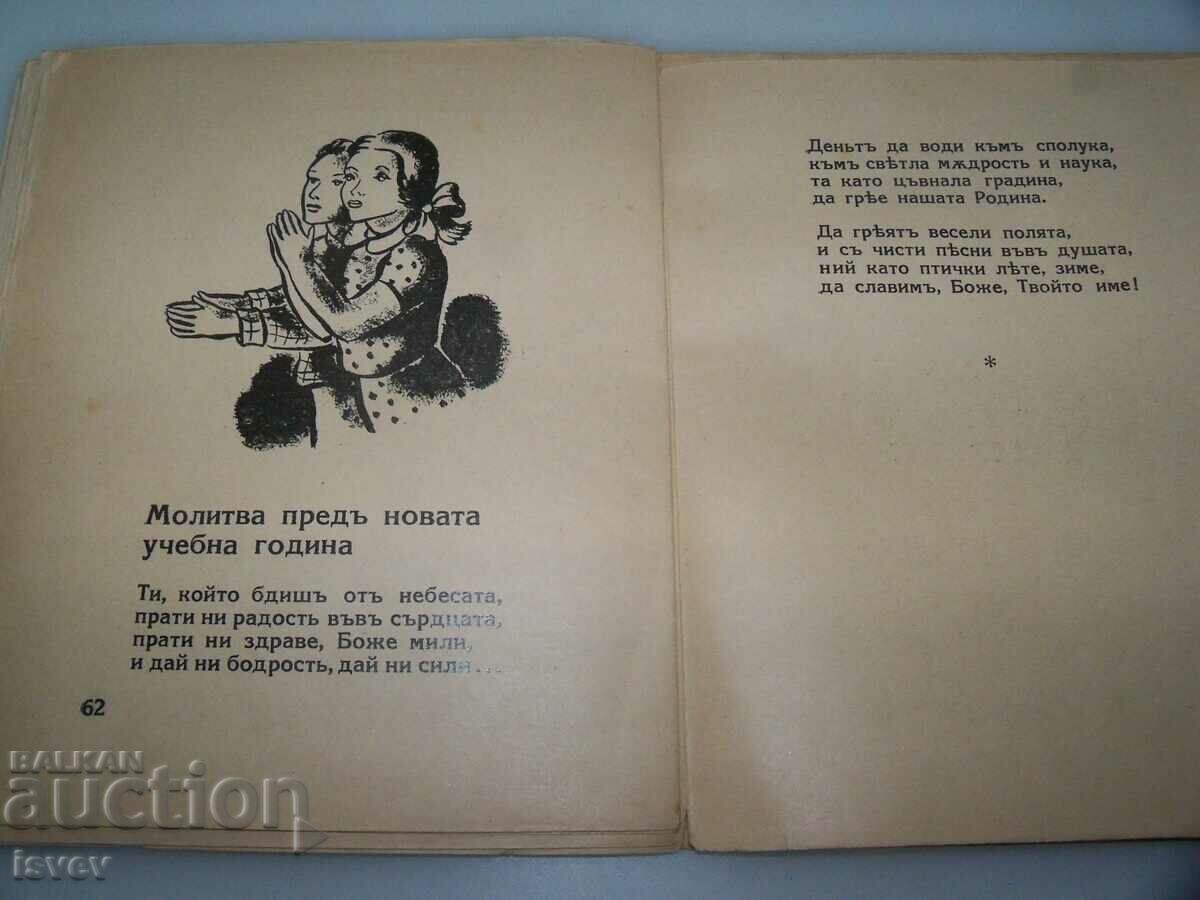 Молитва предъ новата
учебна година
Ти, който бдишъ отъ небесата,
прати ни радость въвъ сърдцата,
прати ни здраве, Боже мили,
и дай ни бодрость, дай ни сили...
62
Деньтъ да води къмъ сполука,
къмъ свѣтла мѫдрость и наука,
та като цъвнала градина,
да грѣе нашата Родина.
Да грѣятъ весели полята,
и съ чисти пѣсни въвъ душата,
ний като птички лѣте, зиме,
да славимъ, Боже, Твойто име!
*
BALKAN
auction
isvev